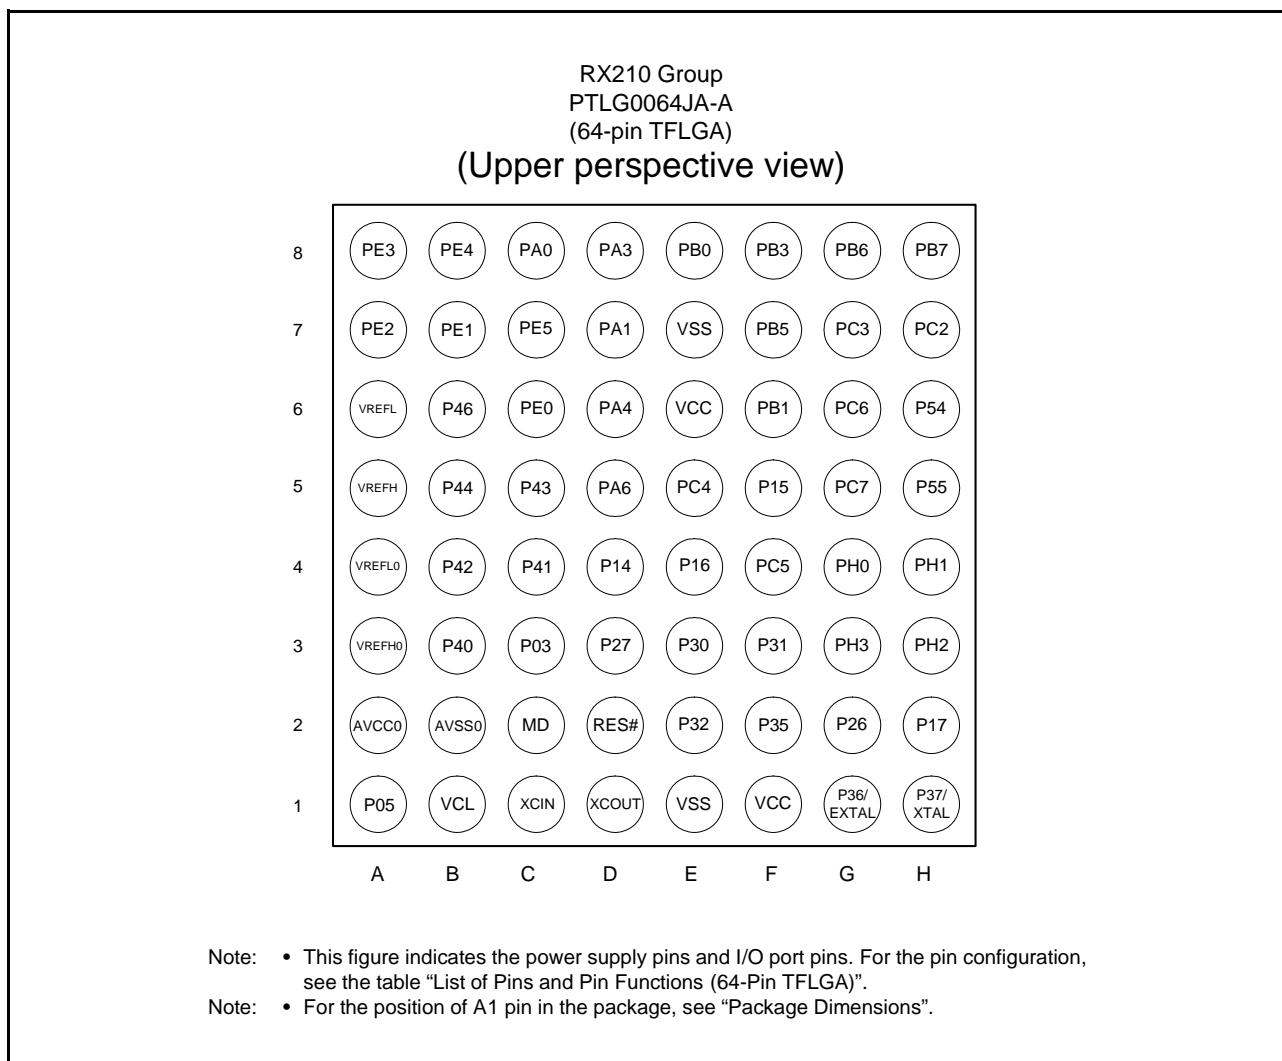 RX210 Group
PTLG0064JA-A
(64-pin TFLGA)
(Upper perspective view)
8 PE3 PE4 PA0 PA3 PB0 PB3 PB6 PB7
7 PE2 PE1 PE5 PA1 VSS PB5 PC3 PC2
6 VREFL P46 PE0 PA4 VCC PB1 PC6 P54
5 VREFH P44 P43 PA6 PC4 P15 PC7 P55
4 VREFL0 P42 P41 P14 P16 PC5 PH0 PH1
3 VREFH0 P40 P03 P27 P30 P31 PH3 PH2
2 AVCC0 AVSS0 MD RES# P32 P35 P26 P17
1 P05 VCL XCIN XCOUT VSS VCC P36/EXTAL P37/XTAL
A B C D E F G H
Note: • This figure indicates the power supply pins and I/O port pins. For the pin configuration,
see the table “List of Pins and Pin Functions (64-Pin TFLGA)”.
Note: • For the position of A1 pin in the package, see “Package Dimensions”.